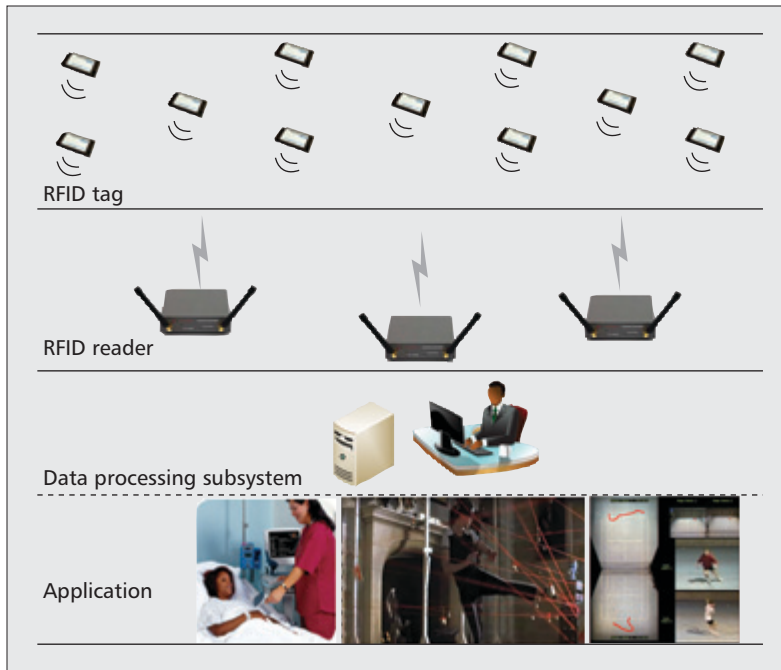 RFID tag
RFID reader
Data processing subsystem
Application